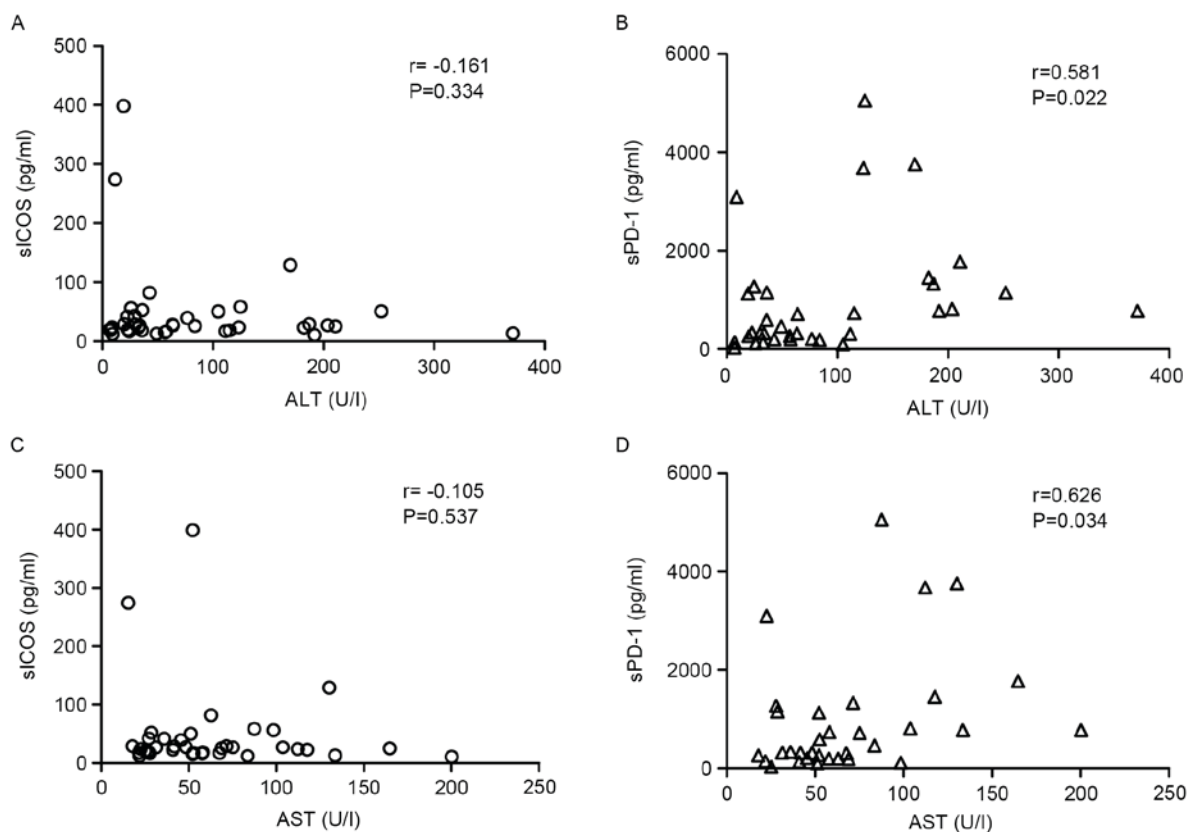 A
500
400
300
200
100
0
sICOS (pg/ml)
r= -0.161
P=0.334
0
100
200
300
400
ALT (U/l)
B
6000
4000
2000
0
sPD-1 (pg/ml)
r=0.581
P=0.022
0
100
200
300
400
ALT (U/l)
C
500
400
300
200
100
0
sICOS (pg/ml)
r= -0.105
P=0.537
0
50
100
150
200
250
AST (U/l)
D
6000
4000
2000
0
sPD-1 (pg/ml)
r=0.626
P=0.034
0
50
100
150
200
250
AST (U/l)